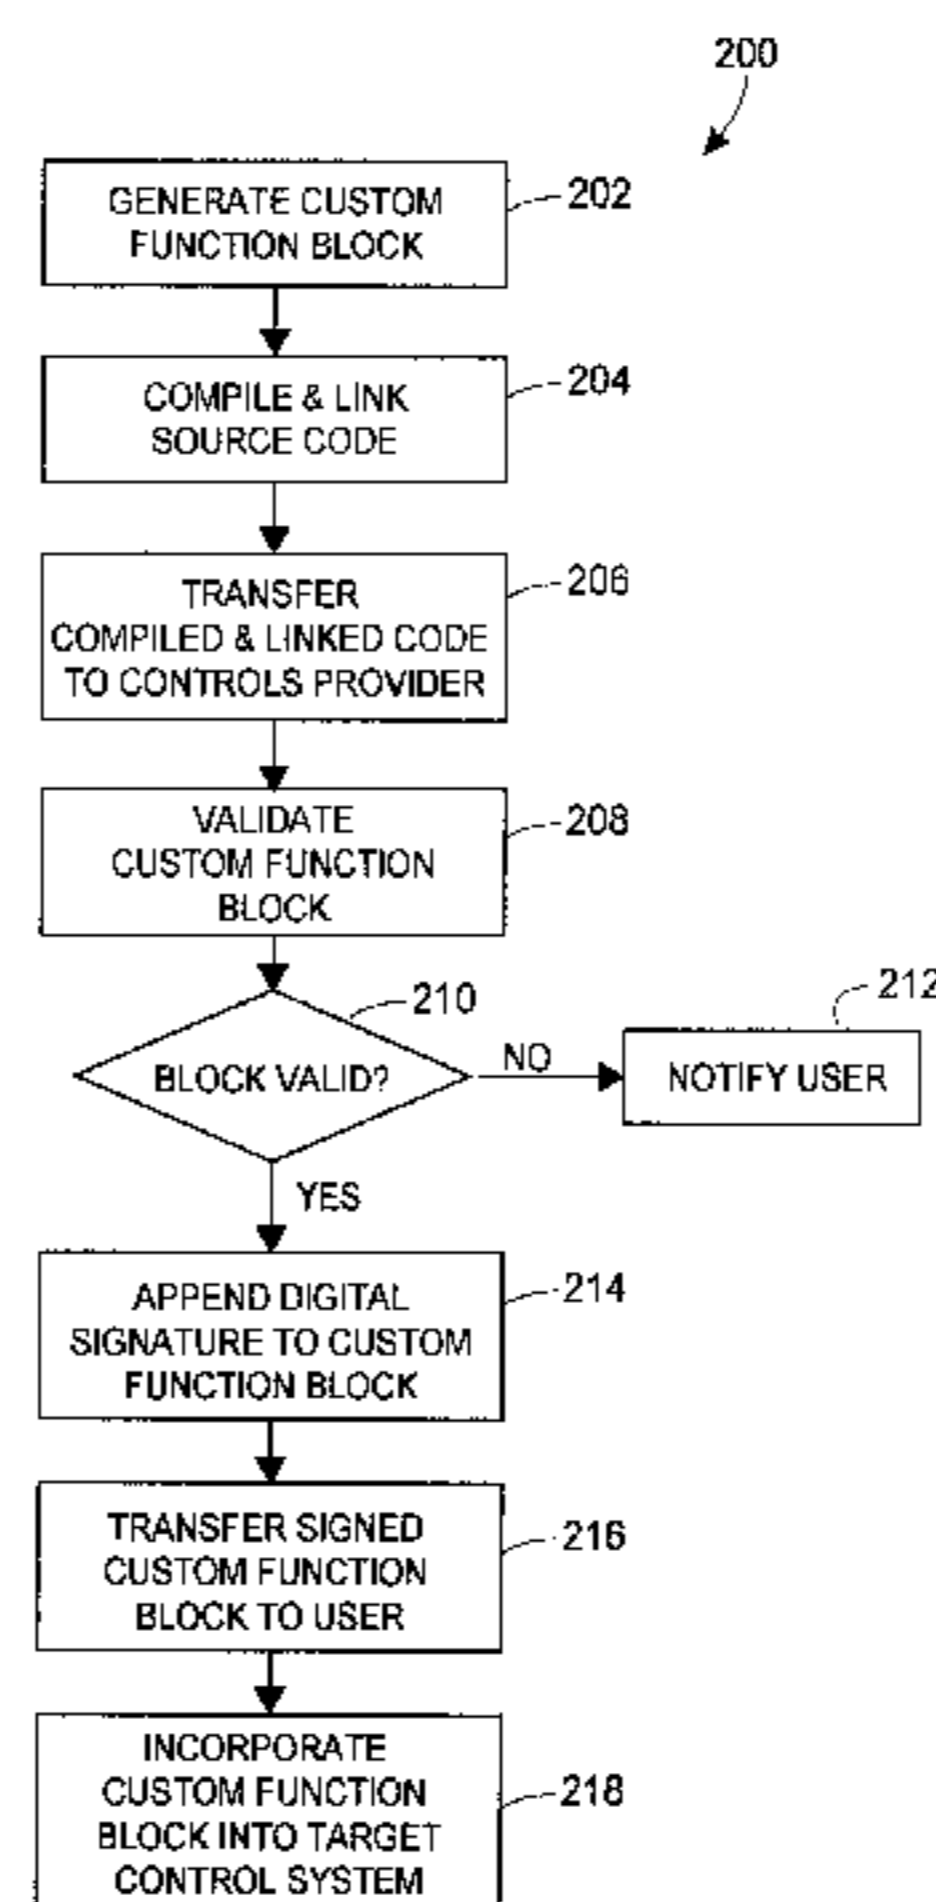 200
GENERATE CUSTOM
FUNCTION BLOCK
202
COMPILE & LINK
SOURCE CODE
204
TRANSFER
COMPILED & LINKED CODE
TO CONTROLS PROVIDER
206
VALIDATE
CUSTOM FUNCTION
BLOCK
208
BLOCK VALID?
210
NO
212
NOTIFY USER
YES
APPEND DIGITAL
SIGNATURE TO CUSTOM
FUNCTION BLOCK
214
TRANSFER SIGNED
CUSTOM FUNCTION
BLOCK TO USER
216
INCORPORATE
CUSTOM FUNCTION
BLOCK INTO TARGET
CONTROL SYSTEM
218